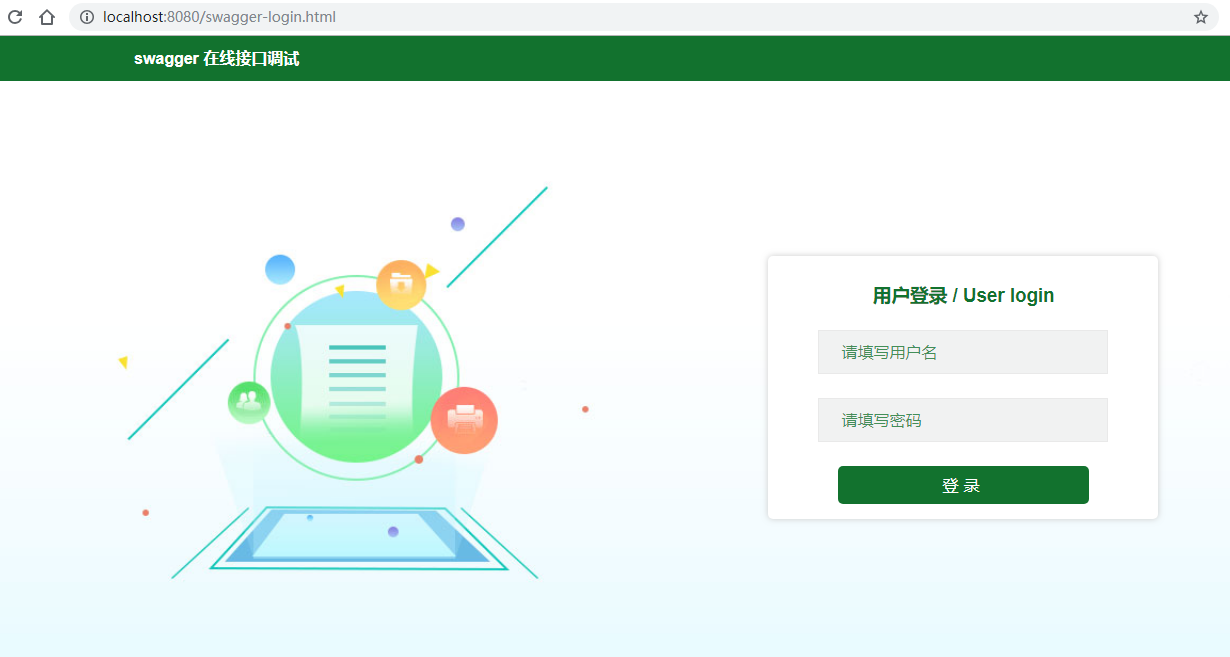 localhost:8080/swagger-login.html
swagger 在线接口调试
用户登录 / User login
请填写用户名
请填写密码
登 录